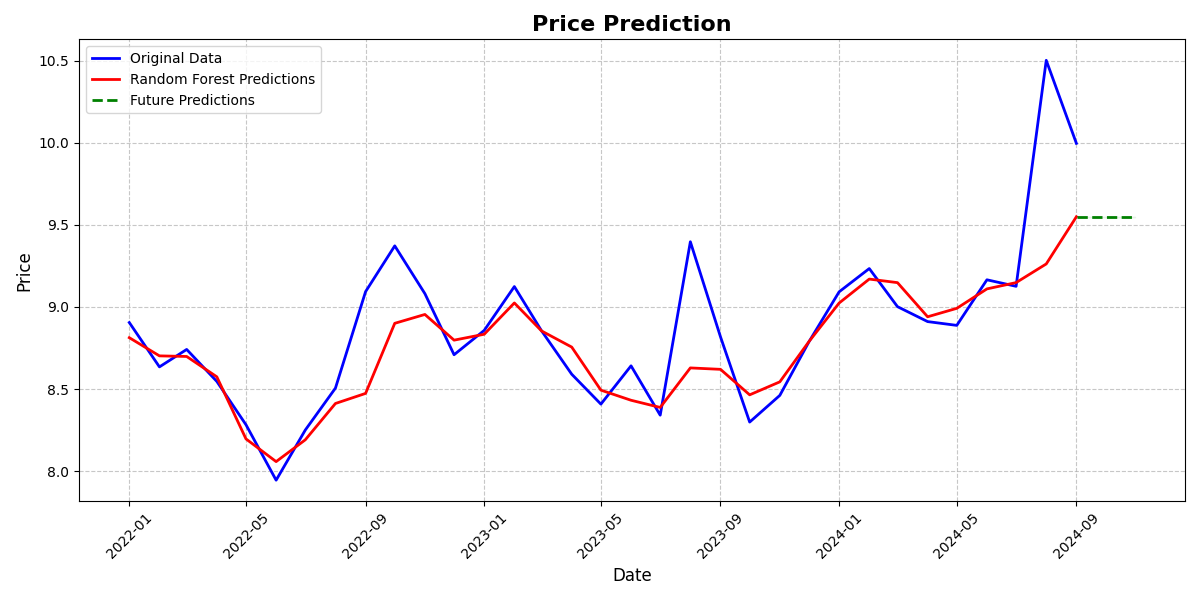 Price Prediction
Original Data
Random Forest Predictions
Future Predictions
Price
10.5
10.0
9.5
9.0
8.5
8.0
2022-01
2022-05
2022-09
2023-01
2023-05
2023-09
2024-01
2024-05
2024-09
Date